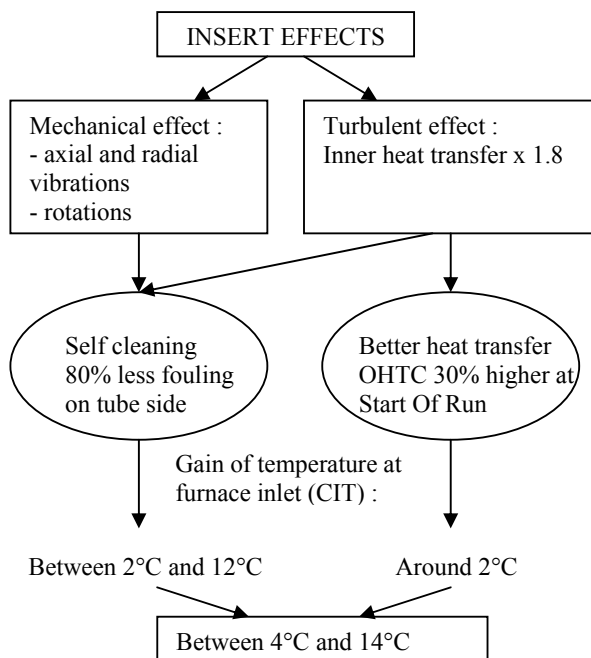 INSERT EFFECTS
Mechanical effect :
- axial and radial
vibrations
- rotations
Turbulent effect :
Inner heat transfer x 1.8
Self cleaning
80% less fouling
on tube side
Better heat transfer
OHTC 30% higher at
Start Of Run
Gain of temperature at
furnace inlet (CIT) :
Between 2°C and 12°C
Around 2°C
Between 4°C and 14°C